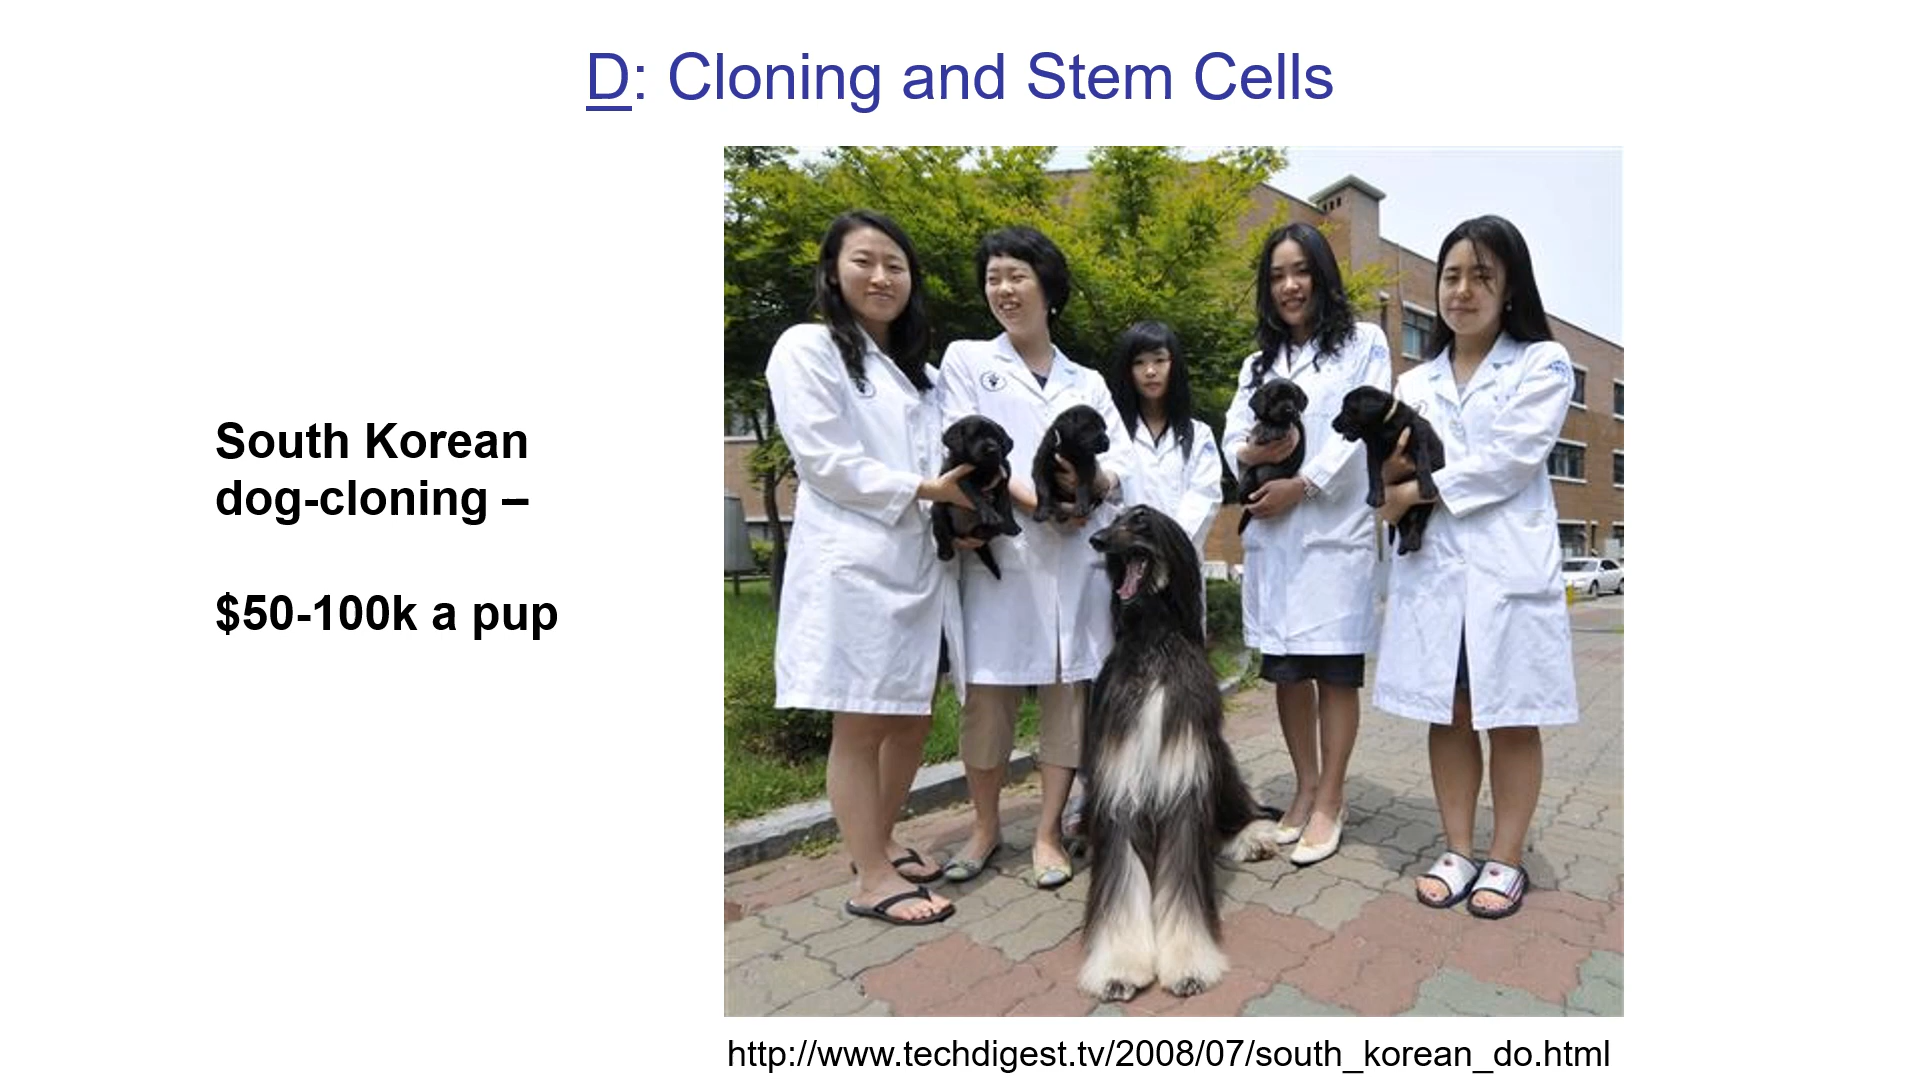 D: Cloning and Stem Cells
South Korean
dog-cloning –
$50-100k a pup
http://www.techdigest.tv/2008/07/south_korean_do.html